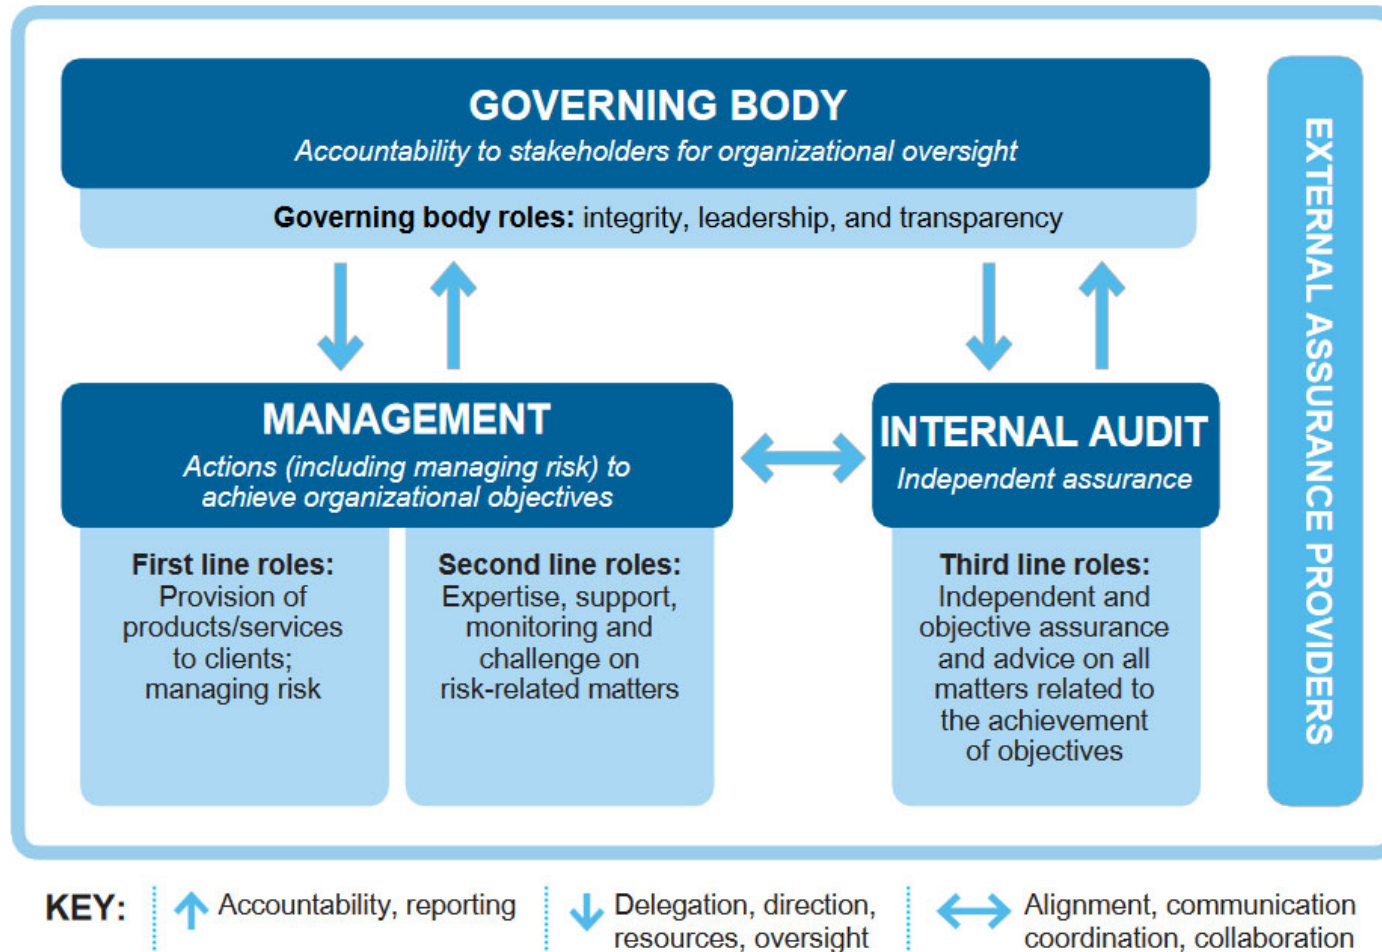 GOVERNING BODY
Accountability to stakeholders for organizational oversight
Governing body roles: integrity, leadership, and transparency
MANAGEMENT
Actions (including managing risk) to
achieve organizational objectives
INTERNAL AUDIT
Independent assurance
First line roles:
Provision of
products/services
to clients;
managing risk
Second line roles:
Expertise, support,
monitoring and
challenge on
risk-related matters
Third line roles:
Independent and
objective assurance
and advice on all
matters related to
the achievement
of objectives
EXTERNAL ASSURANCE PROVIDERS
KEY:
Accountability, reporting
Delegation, direction,
resources, oversight
Alignment, communication
coordination, collaboration